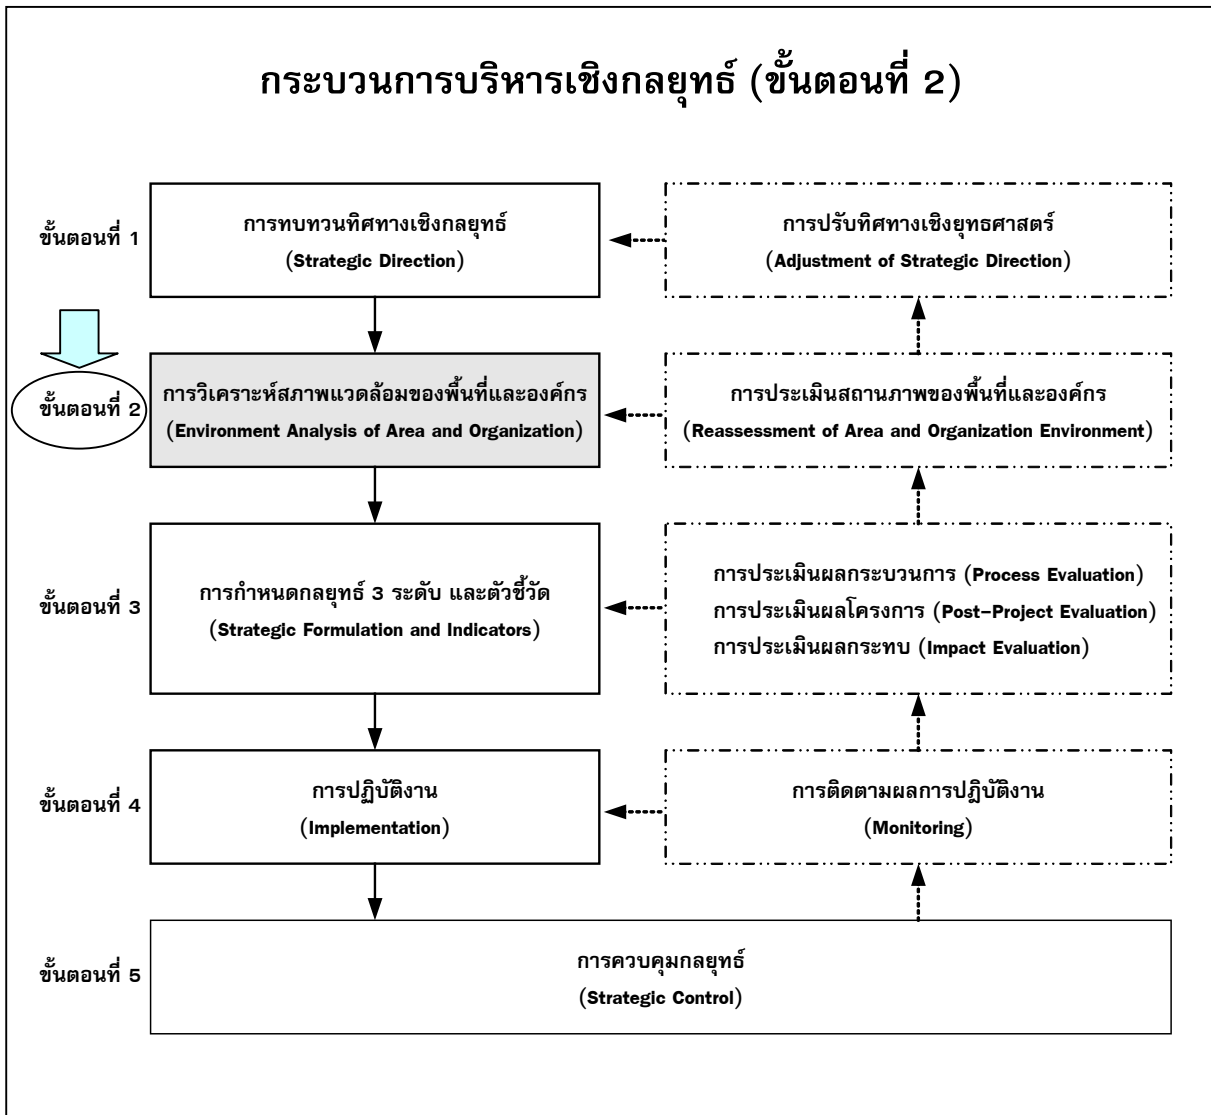 กระบวนการบริหารเชิงกลยุทธ์ (ขั้นตอนที่ 2)
ขั้นตอนที่ 1
การทบทวนทิศทางเชิงกลยุทธ์
(Strategic Direction)
การปรับทิศทางเชิงยุทธศาสตร์
(Adjustment of Strategic Direction)
ขั้นตอนที่ 2
การวิเคราะห์สภาพแวดล้อมของพื้นที่และองค์กร
(Environment Analysis of Area and Organization)
การประเมินสถานภาพของพื้นที่และองค์กร
(Reassessment of Area and Organization Environment)
ขั้นตอนที่ 3
การกำหนดกลยุทธ์ 3 ระดับ และตัวชี้วัด
(Strategic Formulation and Indicators)
การประเมินผลกระบวนการ (Process Evaluation)
การประเมินผลโครงการ (Post-Project Evaluation)
การประเมินผลกระทบ (Impact Evaluation)
ขั้นตอนที่ 4
การปฏิบัติงาน
(Implementation)
การติดตามผลการปฎิบัติงาน
(Monitoring)
ขั้นตอนที่ 5
การควบคุมกลยุทธ์
(Strategic Control)